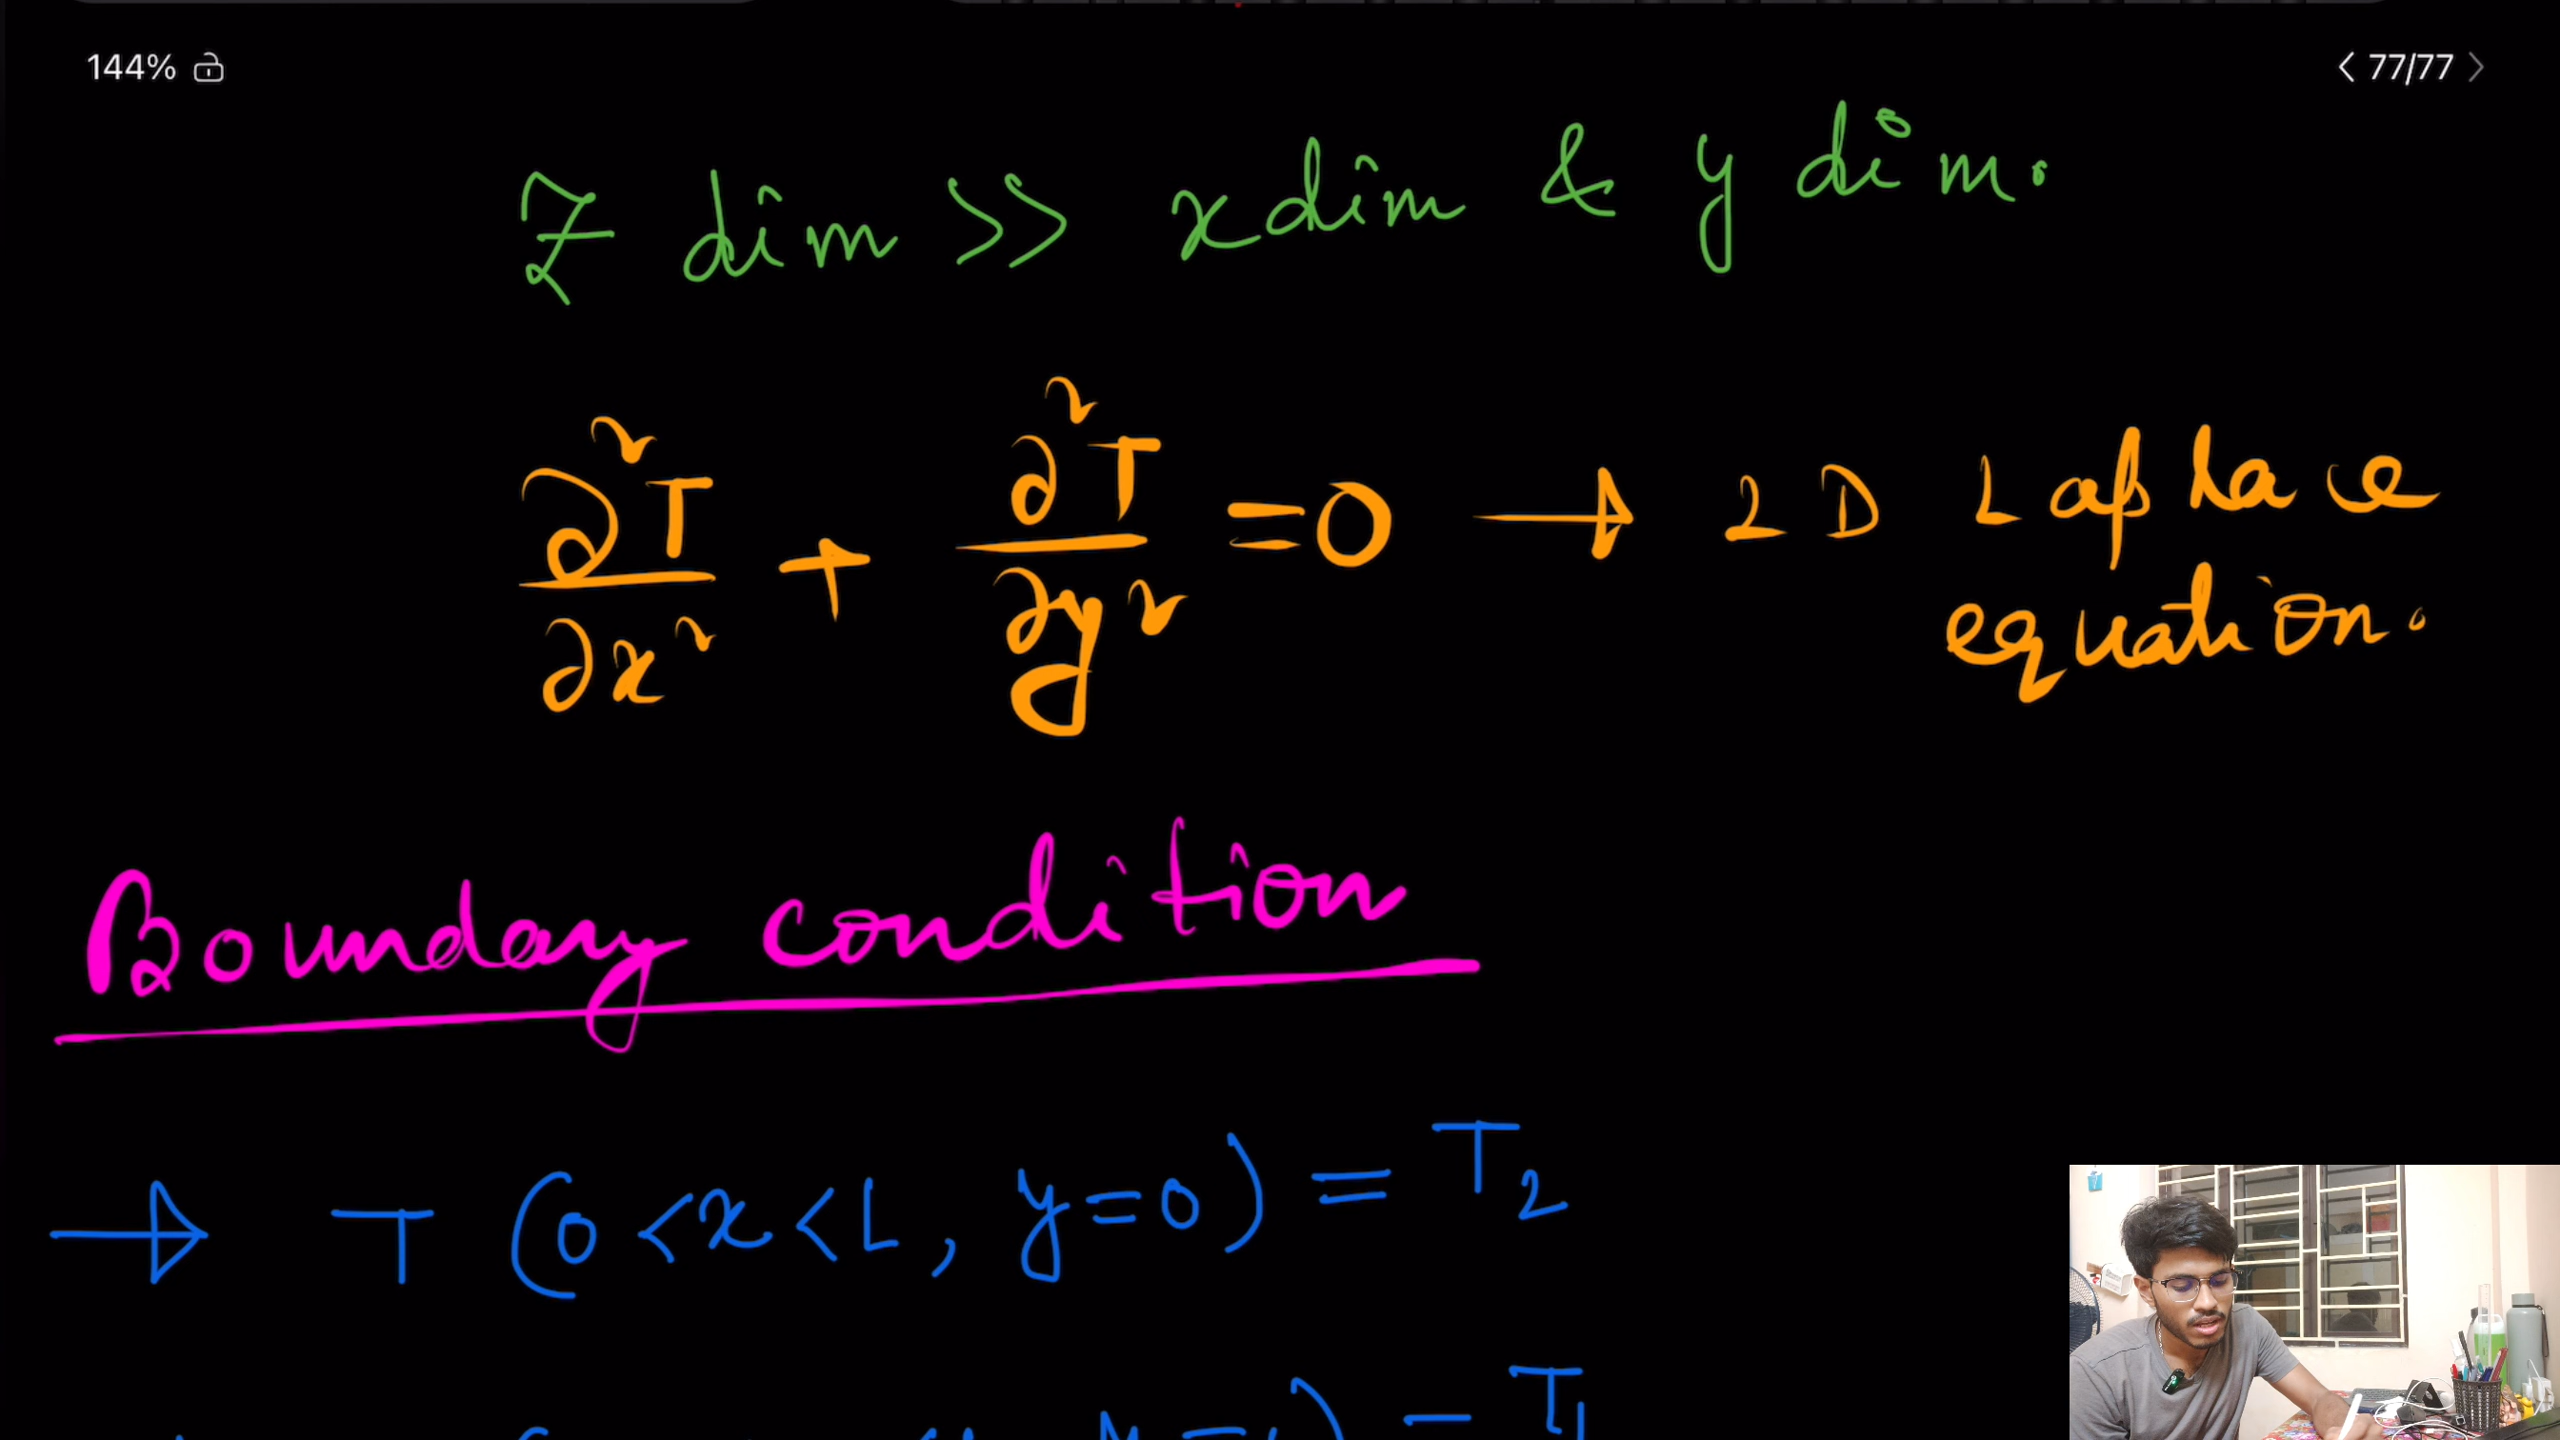 144%
77/77
Z dim >> x dim & y dim.
∂²T/∂x² + ∂²T/∂y² = 0 → 2D Laplace
equation.
Boundary condition
→ T (0 < x < L, y = 0) = T₂